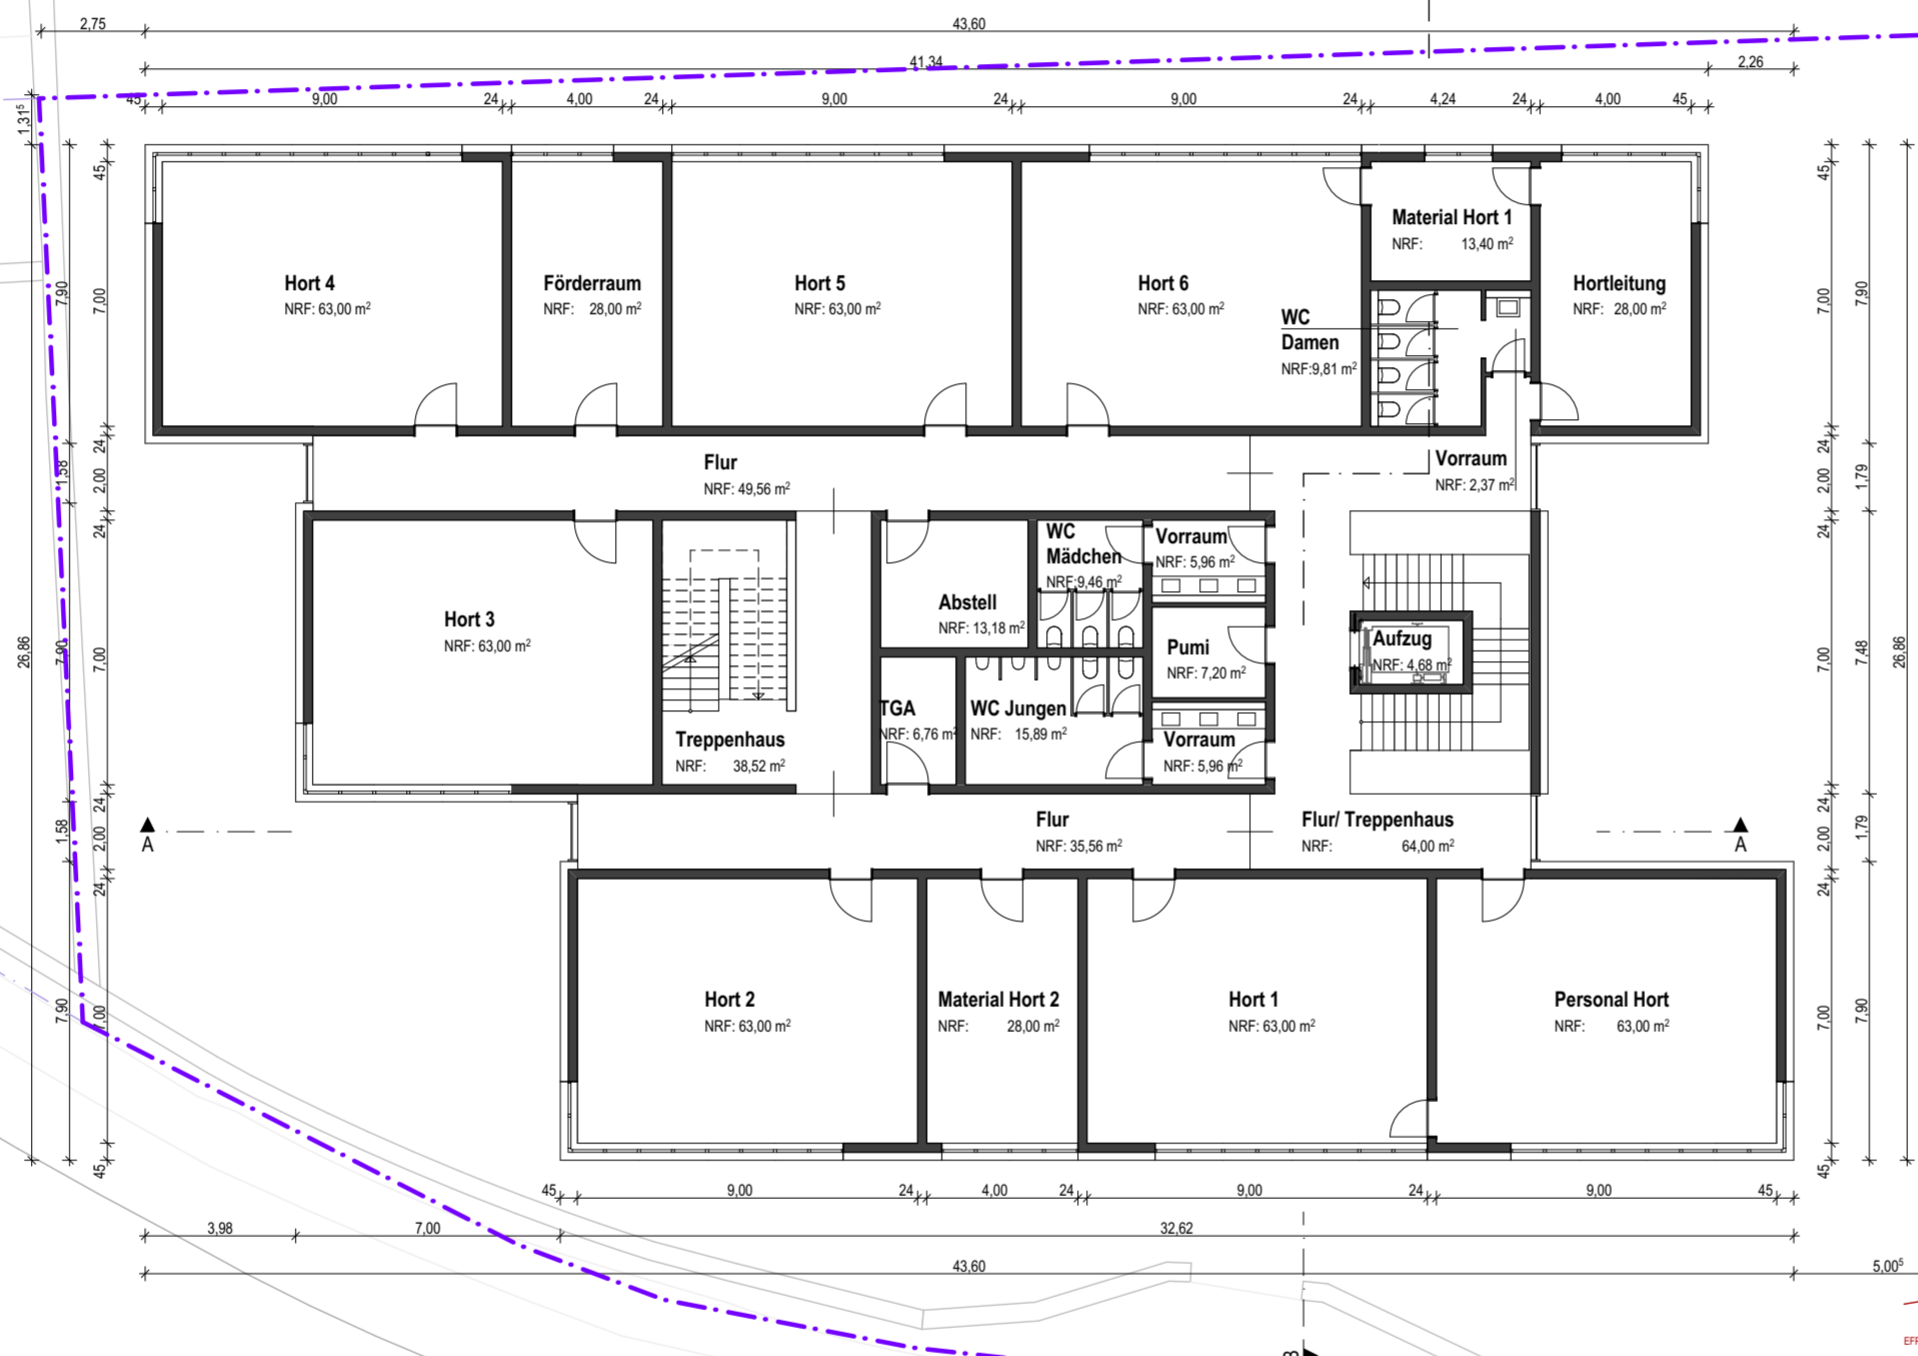 2,75
43,60
41,34
2,26
45
9,00
24
4,00
24
9,00
24
9,00
24
4,24
24
4,00
45
1,31⁵
45
7,90
7,00
24
1,58
2,00
24
26,86
7,90
7,00
24
1,58
2,00
24
7,90
7,00
45
Hort 4
NRF: 63,00 m²
Förderraum
NRF: 28,00 m²
Hort 5
NRF: 63,00 m²
Hort 6
NRF: 63,00 m²
Material Hort 1
NRF: 13,40 m²
Hortleitung
NRF: 28,00 m²
WC
Damen
NRF:9,81 m²
Flur
NRF: 49,56 m²
Vorraum
NRF: 2,37 m²
Hort 3
NRF: 63,00 m²
Treppenhaus
NRF: 38,52 m²
Abstell
NRF: 13,18 m²
WC
Mädchen
NRF:9,46 m²
Vorraum
NRF: 5,96 m²
Pumi
NRF: 7,20 m²
Aufzug
NRF: 4,68 m²
TGA
NRF: 6,76 m²
WC Jungen
NRF: 15,89 m²
Vorraum
NRF: 5,96 m²
Flur
NRF: 35,56 m²
Flur/ Treppenhaus
NRF: 64,00 m²
A
A
Hort 2
NRF: 63,00 m²
Material Hort 2
NRF: 28,00 m²
Hort 1
NRF: 63,00 m²
Personal Hort
NRF: 63,00 m²
45
7,00
7,90
24
2,00
1,79
24
7,00
7,48
26,86
24
2,00
1,79
24
7,00
7,90
45
45
9,00
24
4,00
24
9,00
24
9,00
45
3,98
7,00
32,62
43,60
5,00⁵
B